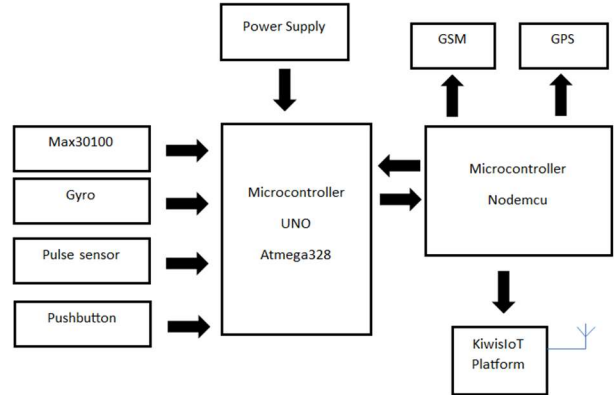 Power Supply
GSM
GPS
Max30100
Gyro
Pulse sensor
Pushbutton
Microcontroller
UNO
Atmega328
Microcontroller
Nodemcu
KiwisIoT
Platform